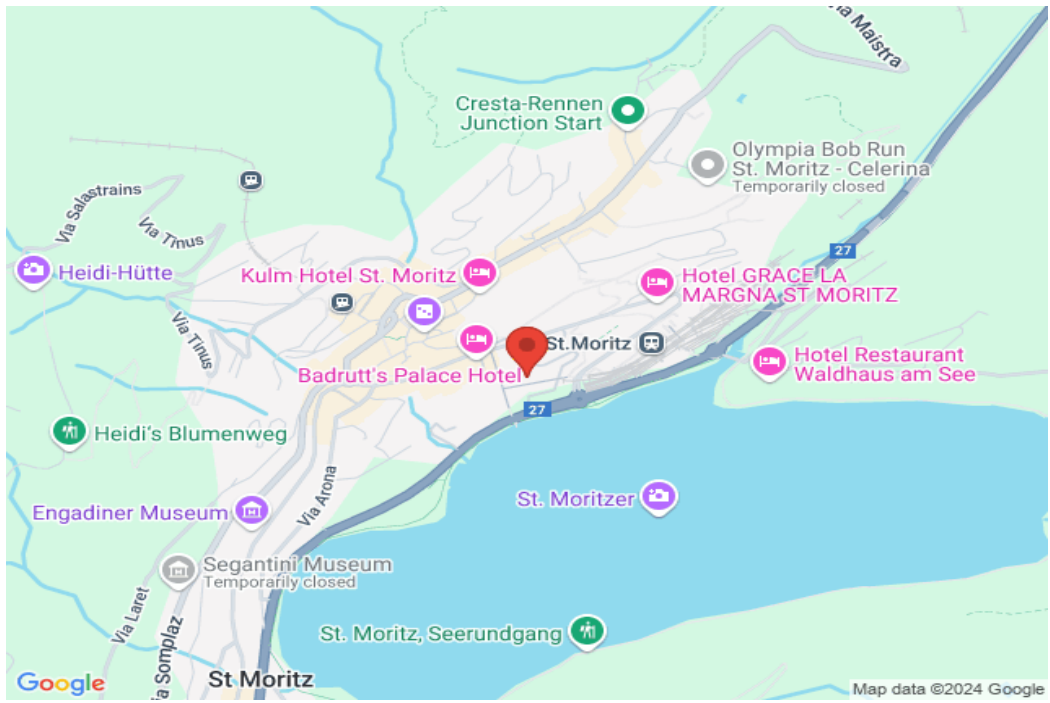 Via Maistra
Cresta-Rennen
Junction Start
Olympia Bob Run
St. Moritz - Celerina
Temporarily closed
Via Salastrains
Via Tinus
27
Heidi-Hütte
Kulm Hotel St. Moritz
Hotel GRACE LA
MARGNA ST MORITZ
Via Tinus
St. Moritz
Hotel Restaurant
Waldhaus am See
Badrutt's Palace Hotel
27
Heidi's Blumenweg
Via Arona
St. Moritzer
Engadiner Museum
Segantini Museum
Temporarily closed
Via Laret
Via Somplaz
St. Moritz, Seerundgang
St Moritz
Google
Map data ©2024 Google